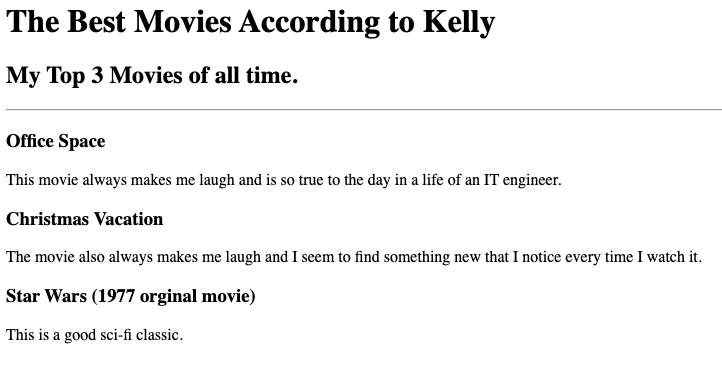 The Best Movies According to Kelly
My Top 3 Movies of all time.
Office Space
This movie always makes me laugh and is so true to the day in a life of an IT engineer.
Christmas Vacation
The movie also always makes me laugh and I seem to find something new that I notice every time I watch it.
Star Wars (1977 orginal movie)
This is a good sci-fi classic.